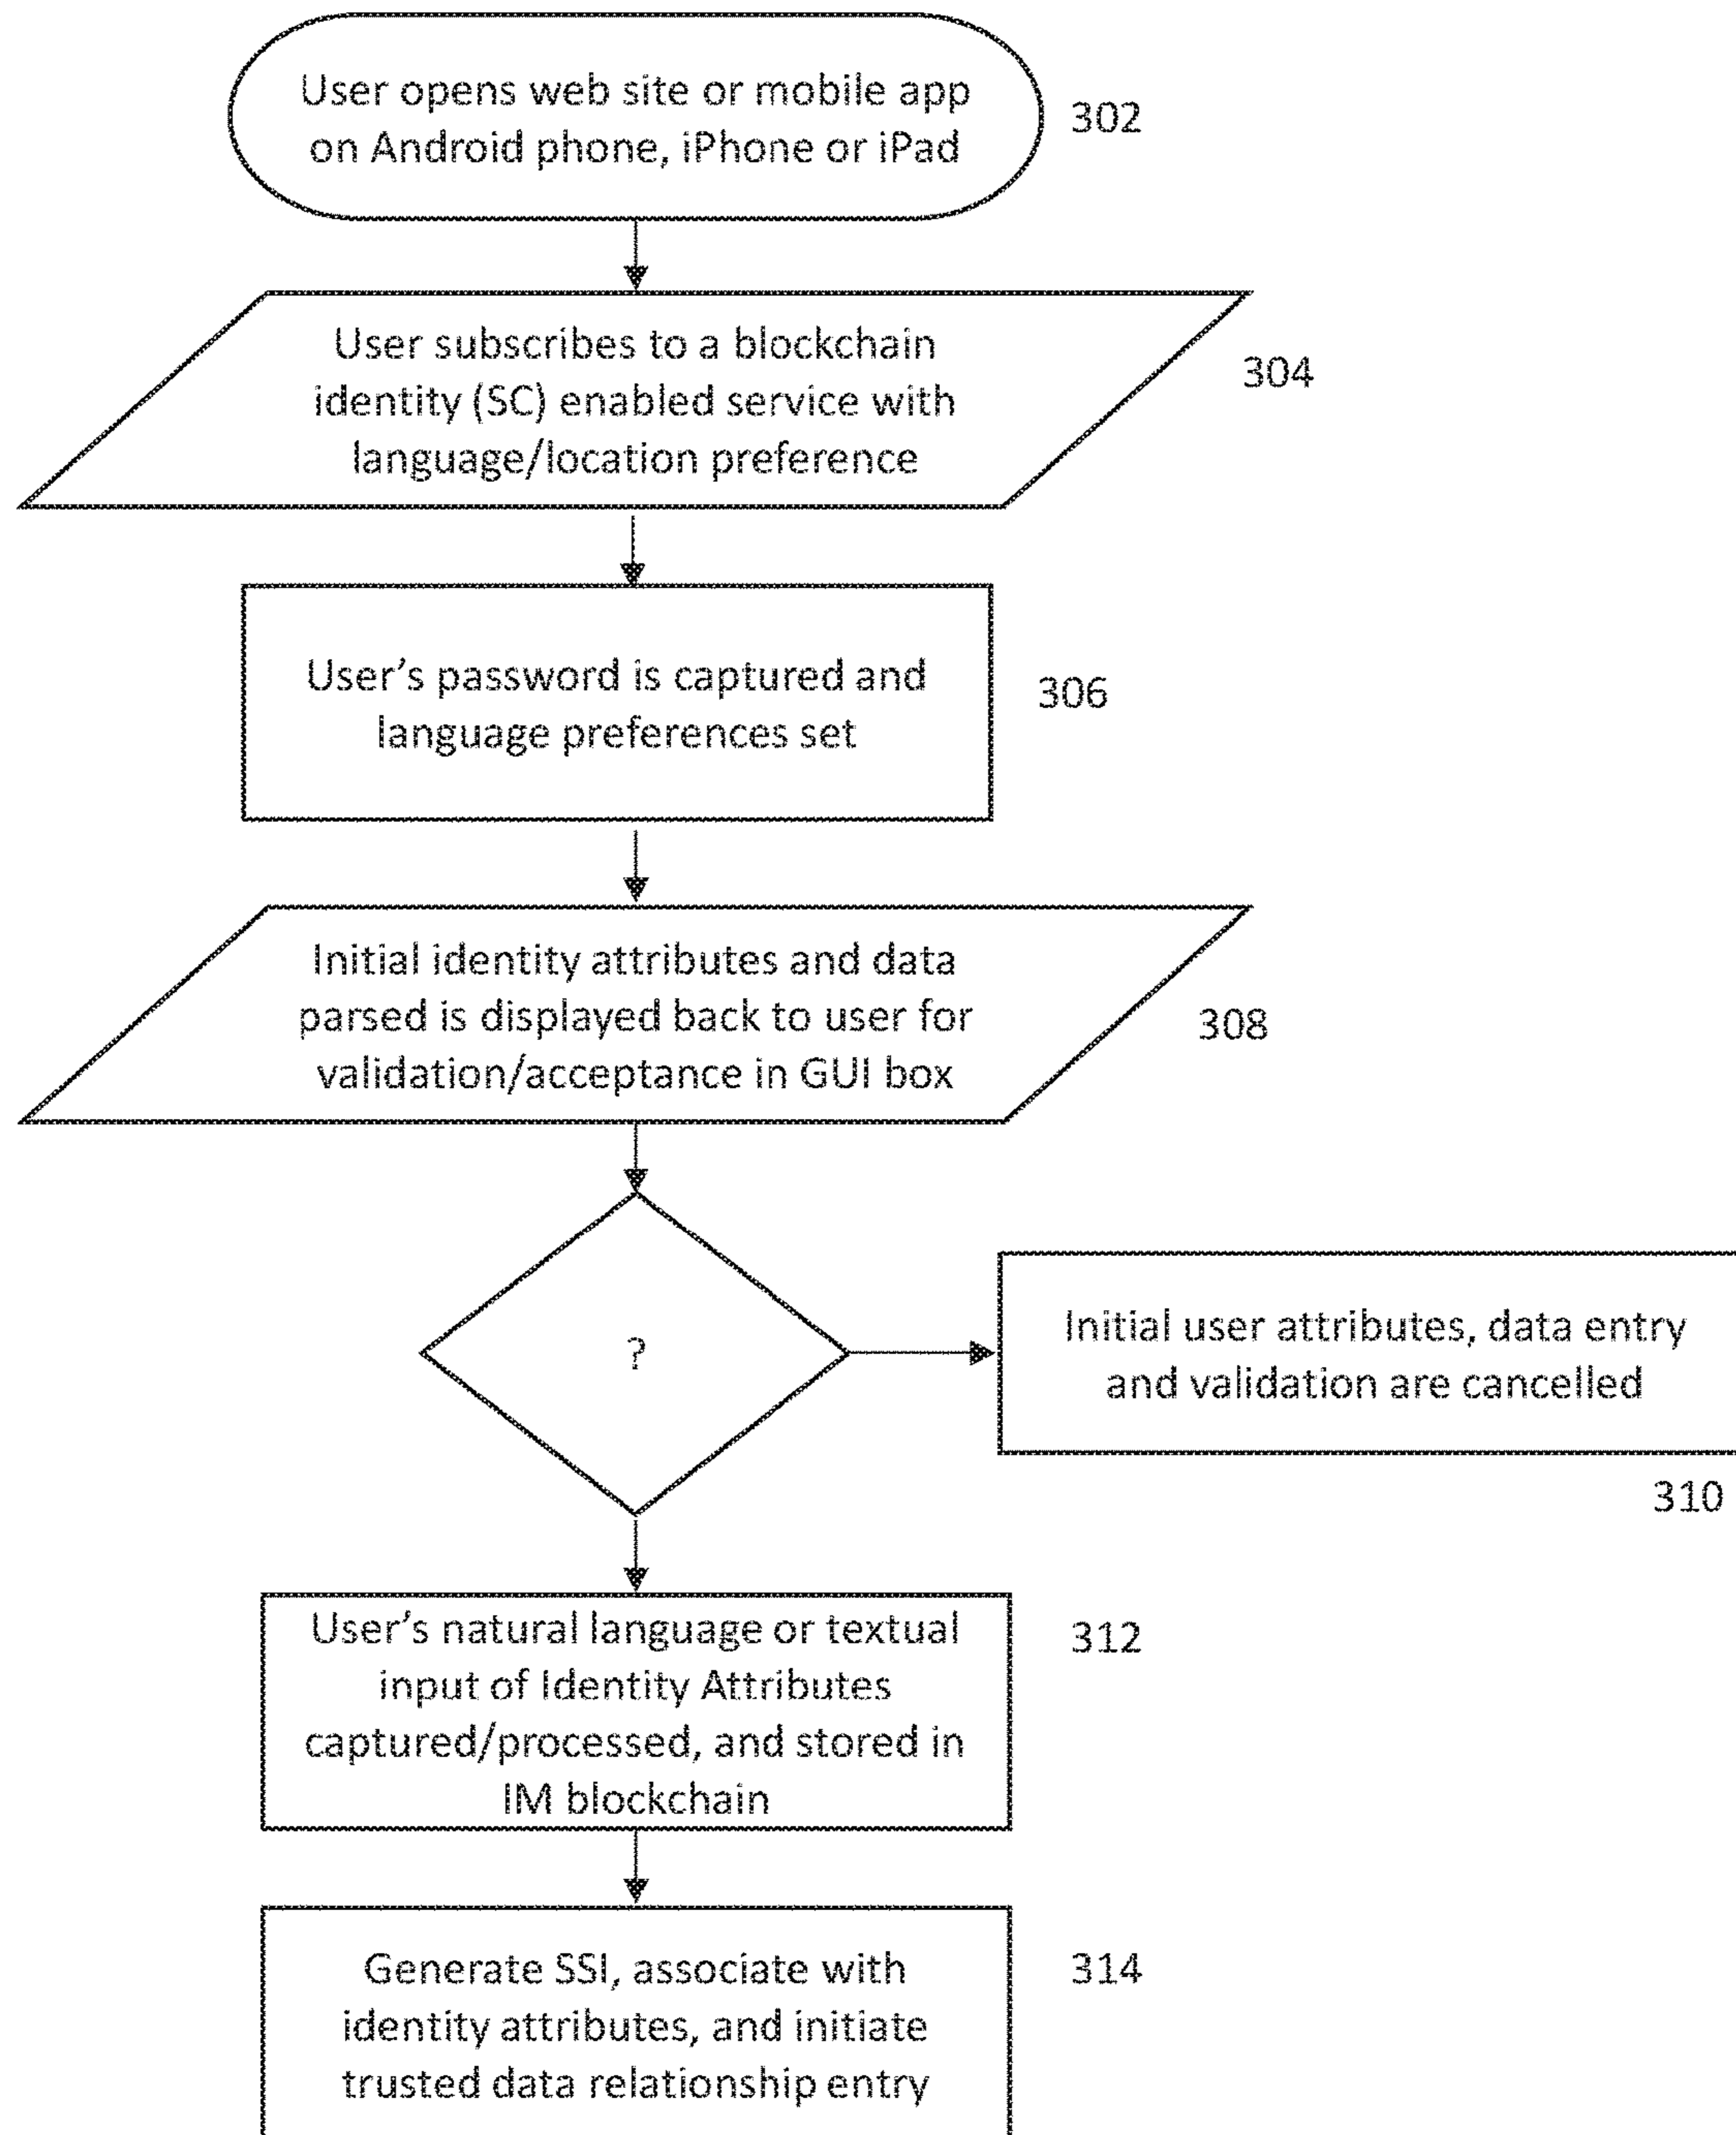 User opens web site or mobile app
on Android phone, iPhone or iPad
302
User subscribes to a blockchain
identity (SC) enabled service with
language/location preference
304
User's password is captured and
language preferences set
306
Initial identity attributes and data
parsed is displayed back to user for
validation/acceptance in GUI box
308
?
Initial user attributes, data entry
and validation are cancelled
310
User's natural language or textual
input of Identity Attributes
captured/processed, and stored in
IM blockchain
312
Generate SSI, associate with
identity attributes, and initiate
trusted data relationship entry
314